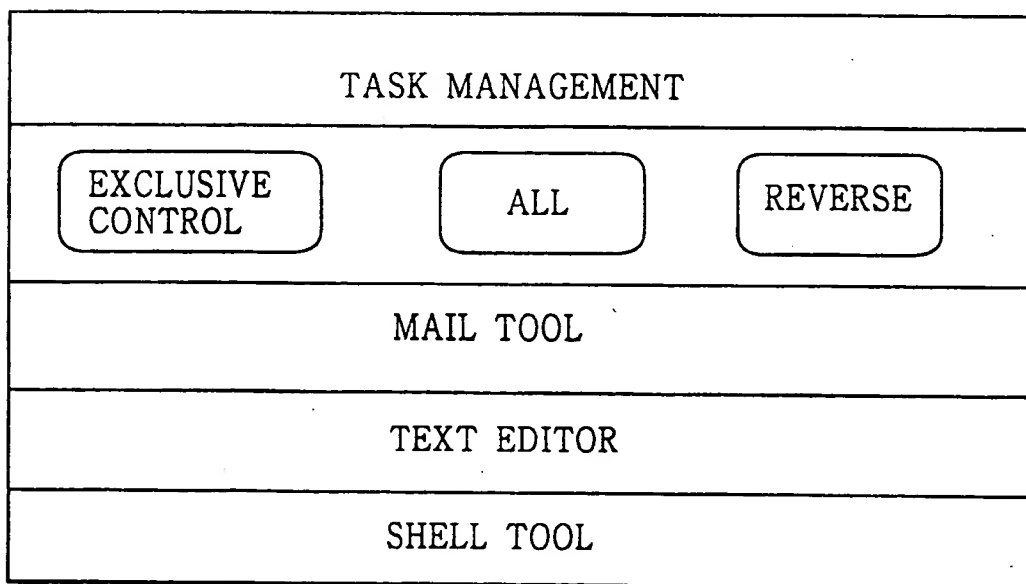 TASK MANAGEMENT
EXCLUSIVE
CONTROL
ALL
REVERSE
MAIL TOOL
TEXT EDITOR
SHELL TOOL